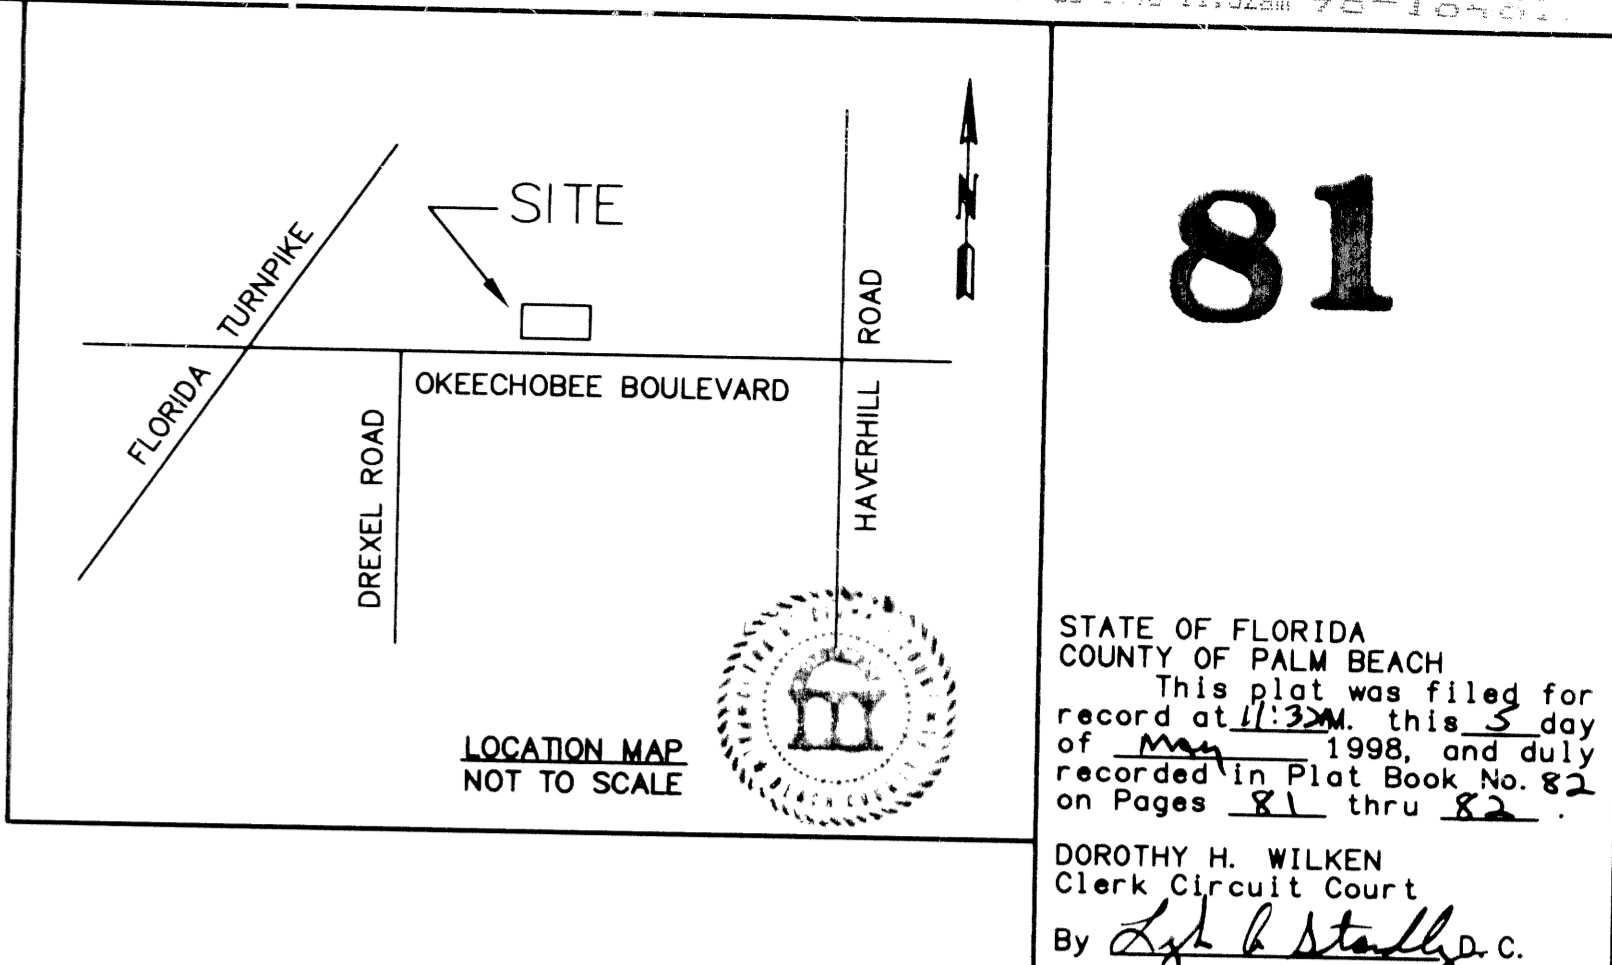 SITE
N
81
FLORIDA TURNPIKE
OKEECHOBEE BOULEVARD
DREXEL ROAD
HAVERHILL ROAD
LOCATION MAP
NOT TO SCALE
STATE OF FLORIDA
COUNTY OF PALM BEACH
This plat was filed for
record at 11:32 M. this 5 day
of May 1998, and duly
recorded in Plat Book No. 82
on Pages 81 thru 82 .
DOROTHY H. WILKEN
Clerk Circuit Court
By D. C.